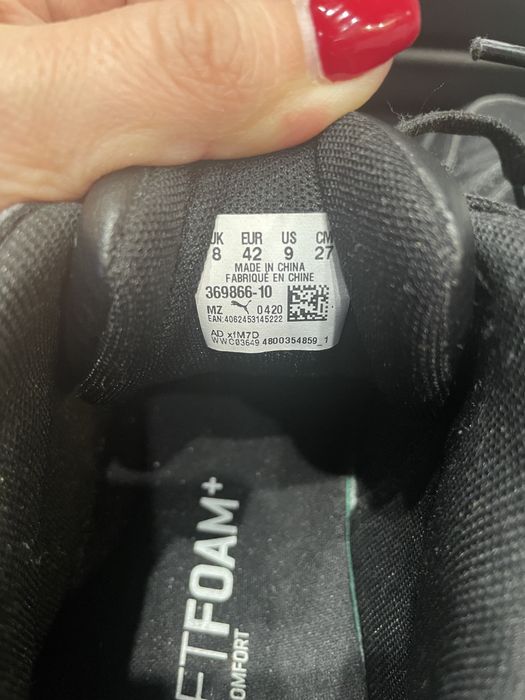 UK EUR US CM
8 42 9 27
MADE IN CHINA
FABRIQUÉ EN CHINE
369866-10
MZ 0420
EAN:4062453145222
AD xfM7D
WWC03649 4800354859_1
FTFOAM+
OMFORT